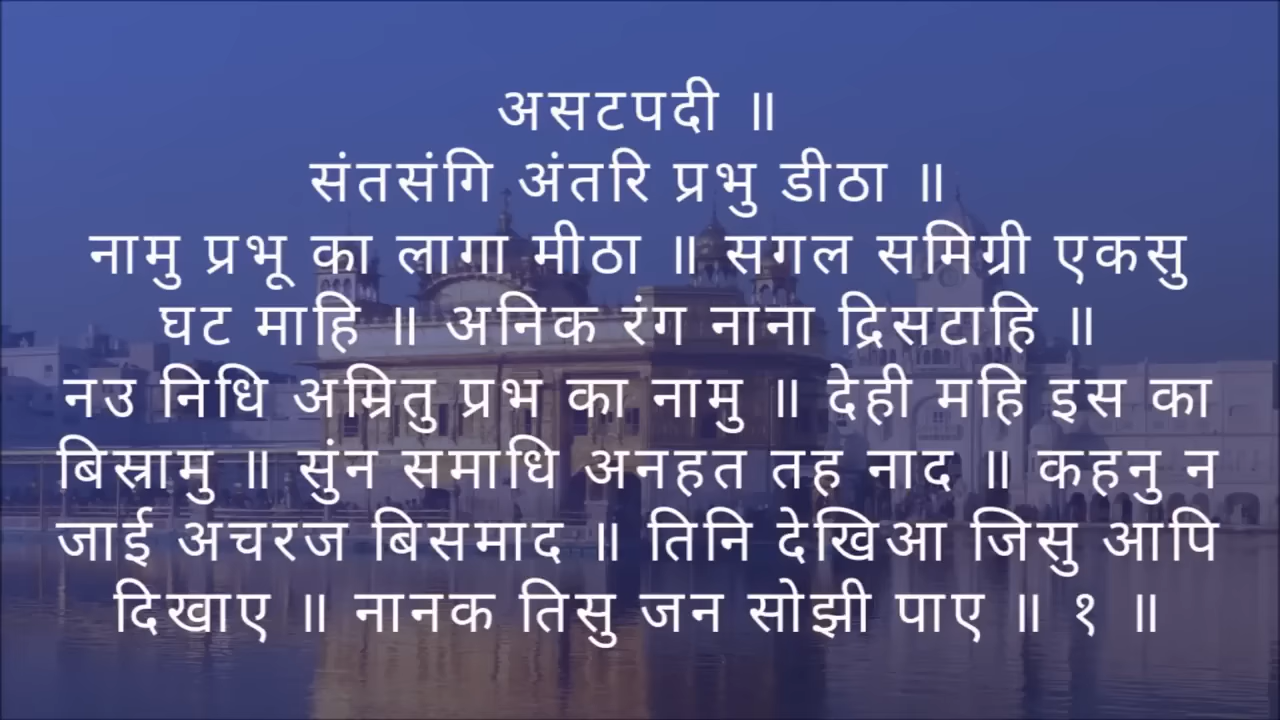 असटपदी ॥
संतसंगि अंतरि प्रभु डीठा ॥
नामु प्रभू का लागा मीठा ॥ सगल समिग्री एकसु
घट माहि ॥ अनिक रंग नाना द्रिसटाहि ॥
नउ निधि अम्रितु प्रभ का नामु ॥ देही महि इस का
बिस्रामु ॥ सुंन समाधि अनहत तह नाद ॥ कहनु न
जाई अचरज बिसमाद ॥ तिनि देखिआ जिसु आपि
दिखाए ॥ नानक तिसु जन सोझी पाए ॥ १ ॥